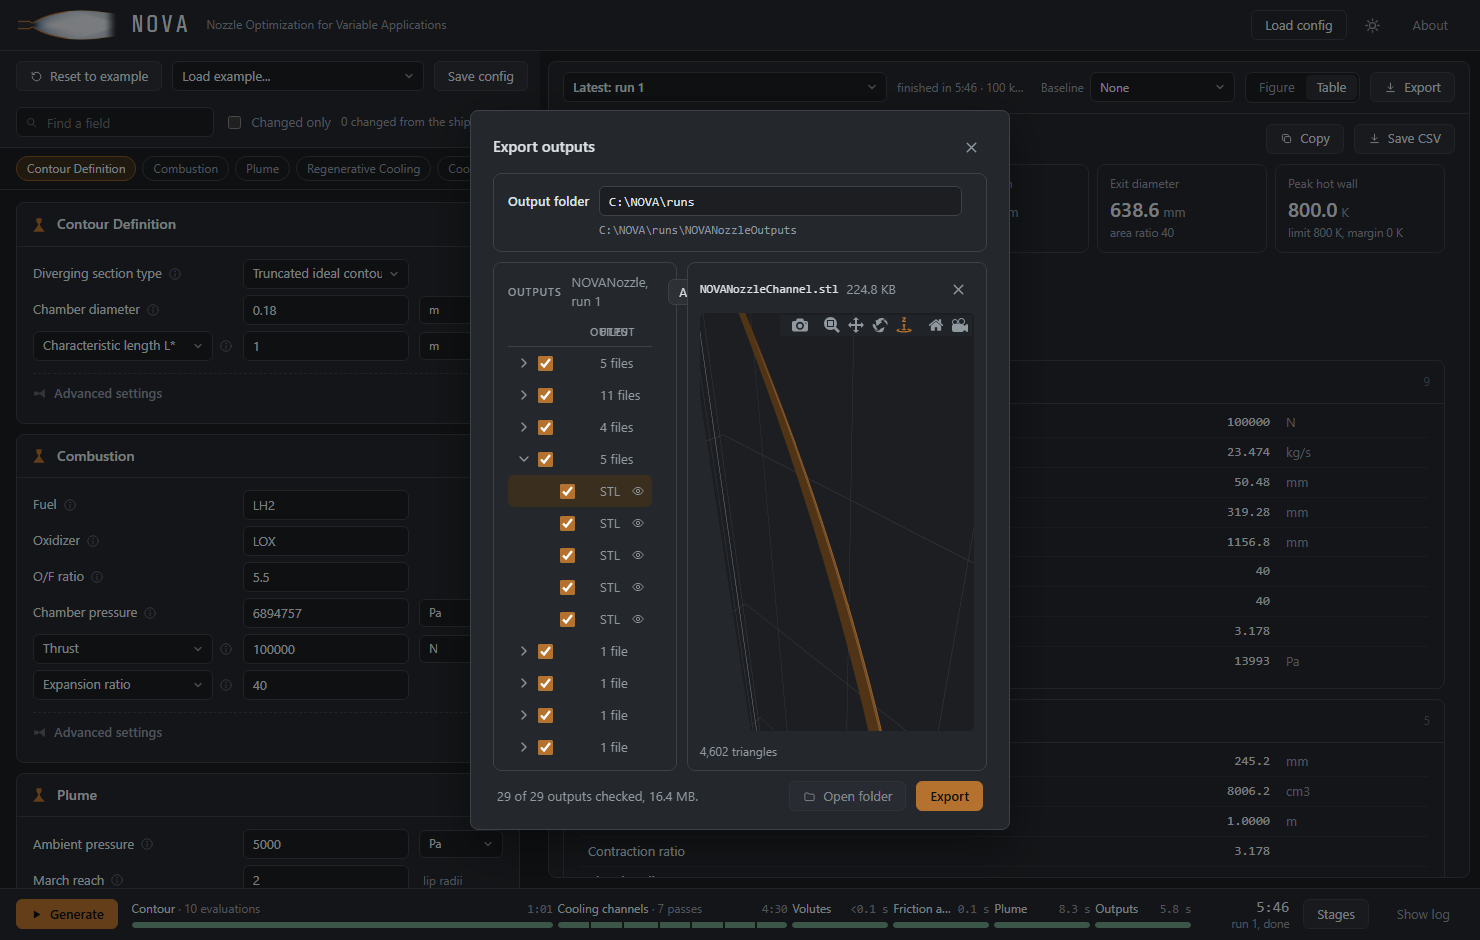 NOVA Nozzle Optimization for Variable Applications Load config About
Reset to example Load example... Save config Latest: run 1 finished in 5:46 · 100 k... Baseline None Figure Table Export
Find a field Changed only 0 changed from the ship
Export outputs
Copy Save CSV
Contour Definition Combustion Plume Regenerative Cooling Coo
Output folder C:\NOVA\runs
C:\NOVA\runs\NOVANozzleOutputs
Exit diameter
638.6 mm
area ratio 40
Peak hot wall
800.0 K
limit 800 K, margin 0 K
Contour Definition
Diverging section type Truncated ideal contou
Chamber diameter 0.18 m
Characteristic length L* 1 m
Advanced settings
Combustion
Fuel LH2
Oxidizer LOX
O/F ratio 5.5
Chamber pressure 6894757 Pa
Thrust 100000 N
Expansion ratio 40
Advanced settings
Plume
Ambient pressure 5000 Pa
March reach 2 lip radii
OUTPUTS NOVANozzle, run 1 A
OUTPUT FILES
5 files
11 files
4 files
5 files
STL
STL
STL
STL
STL
1 file
1 file
1 file
1 file
NOVANozzleChannel.stl 224.8 KB
4,602 triangles
29 of 29 outputs checked, 16.4 MB. Open folder Export
9
100000 N
23.474 kg/s
50.48 mm
319.28 mm
1156.8 mm
40
40
3.178
13993 Pa
5
245.2 mm
8006.2 cm3
1.0000 m
Contraction ratio 3.178
Generate Contour · 10 evaluations 1:01 Cooling channels · 7 passes 4:30 Volutes <0.1 s Friction a... 0.1 s Plume 8.3 s Outputs 5.8 s 5:46 Stages Show log
run 1, done